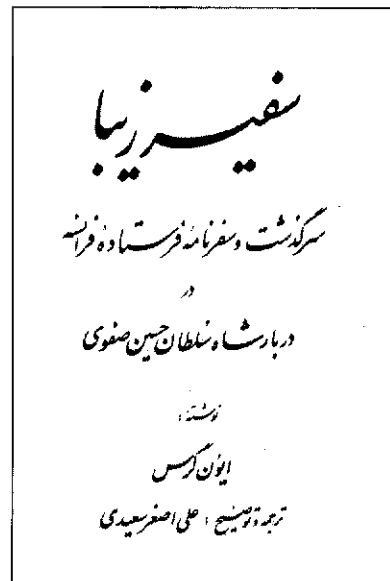 سفیر زیبا
سرگذشت و سفرنامهٔ فرستادهٔ فرانسه
در
دربار شاه سلطان حسین صفوی
نوشته:
ایون گرس
ترجمه و توضیح: علی اصغر سعیدی